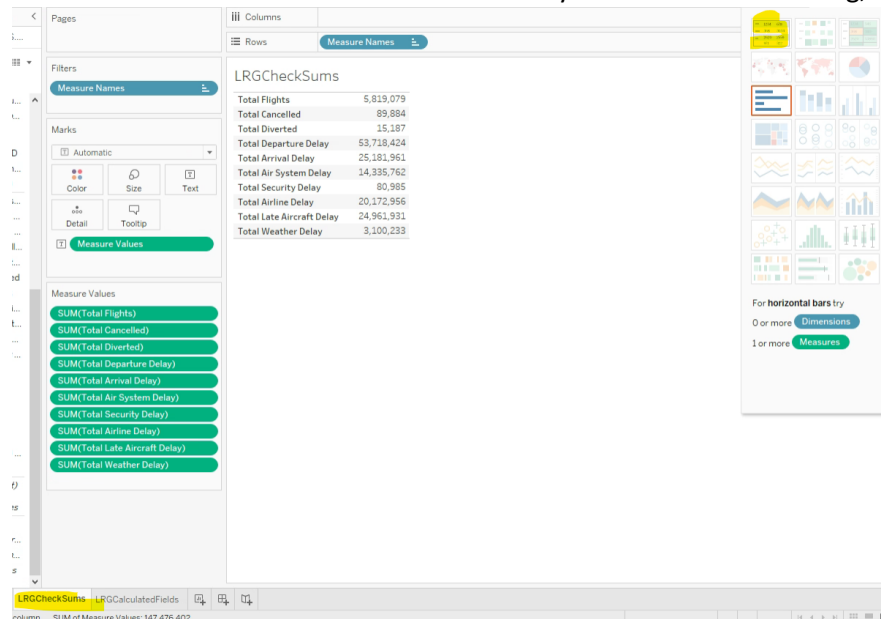 Pages
iii Columns
Rows
Measure Names
Filters
Measure Names
LRGCheckSums
Total Flights 5,819,079
Total Cancelled 89,884
Total Diverted 15,187
Total Departure Delay 53,718,424
Total Arrival Delay 25,181,961
Total Air System Delay 14,335,762
Total Security Delay 80,985
Total Airline Delay 20,172,956
Total Late Aircraft Delay 24,961,931
Total Weather Delay 3,100,233
Marks
Automatic
Color Size Text
Detail Tooltip
Measure Values
Measure Values
SUM(Total Flights)
SUM(Total Cancelled)
SUM(Total Diverted)
SUM(Total Departure Delay)
SUM(Total Arrival Delay)
SUM(Total Air System Delay)
SUM(Total Security Delay)
SUM(Total Airline Delay)
SUM(Total Late Aircraft Delay)
SUM(Total Weather Delay)
For horizontal bars try
0 or more Dimensions
1 or more Measures
LRGCheckSums LRGCalculatedFields
column SUM of Measure Values: 147,476,402